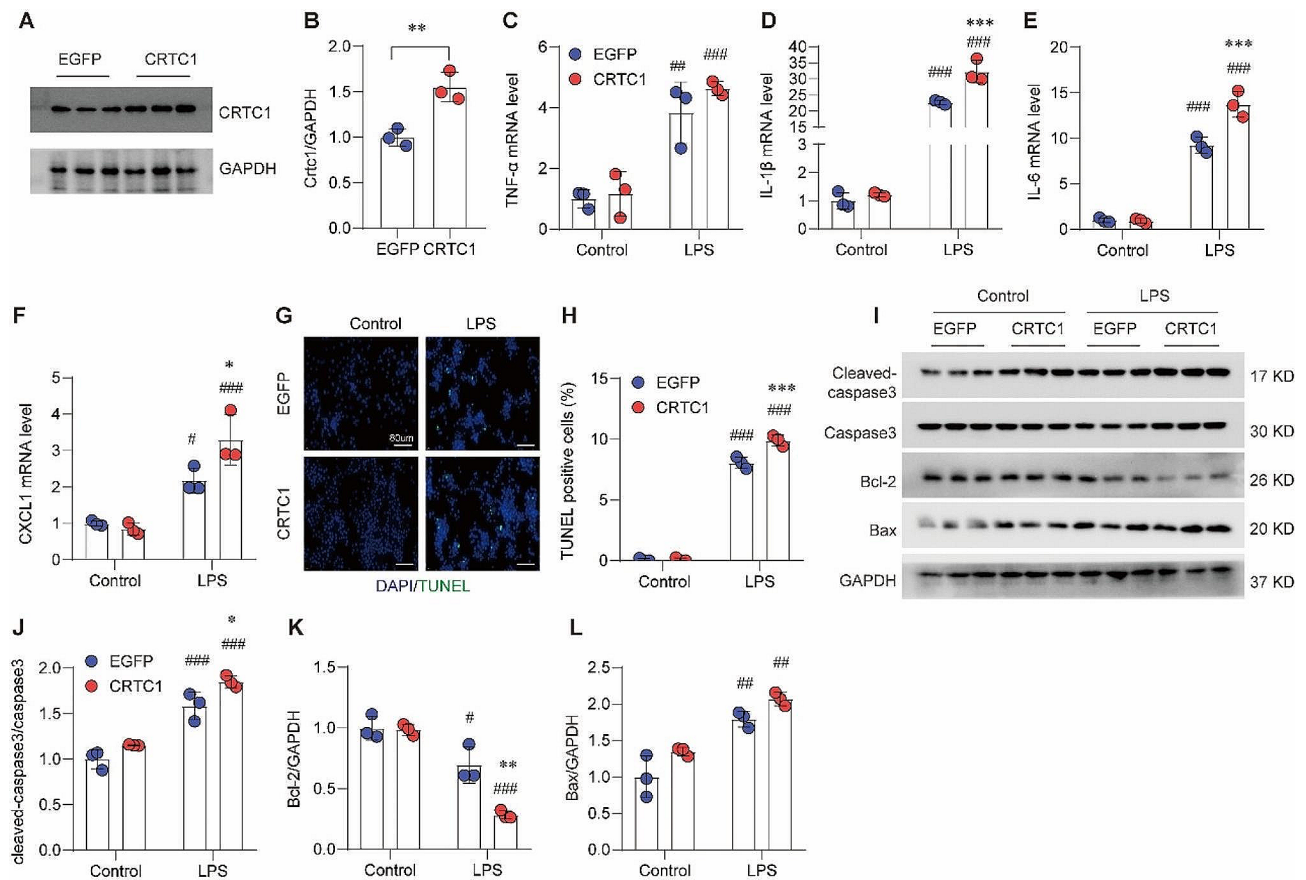 A
EGFP CRTC1
CRTC1
GAPDH
B
**
Crtc1/GAPDH
2.0
1.5
1.0
0.5
0.0
EGFP CRTC1
C
TNF-α mRNA level
6
4
2
0
EGFP
CRTC1
##
###
Control LPS
D
IL-1β mRNA level
40
35
30
25
20
15
3
2
1
0
###
***
###
Control LPS
E
IL-6 mRNA level
20
15
10
5
0
###
***
###
Control LPS
F
CXCL1 mRNA level
5
4
3
2
1
0
#
*
###
Control LPS
G
Control LPS
EGFP
80um
CRTC1
DAPI/TUNEL
H
TUNEL positive cells (%)
15
10
5
0
EGFP
CRTC1
###
***
###
Control LPS
I
Control LPS
EGFP CRTC1 EGFP CRTC1
Cleaved-
caspase3
17 KD
Caspase3 30 KD
Bcl-2 26 KD
Bax 20 KD
GAPDH 37 KD
J
cleaved-caspase3/caspase3
2.0
1.5
1.0
0.5
0.0
EGFP
CRTC1
###
*
###
Control LPS
K
Bcl-2/GAPDH
1.5
1.0
0.5
0.0
#
**
###
Control LPS
L
Bax/GAPDH
2.5
2.0
1.5
1.0
0.5
0.0
##
##
Control LPS